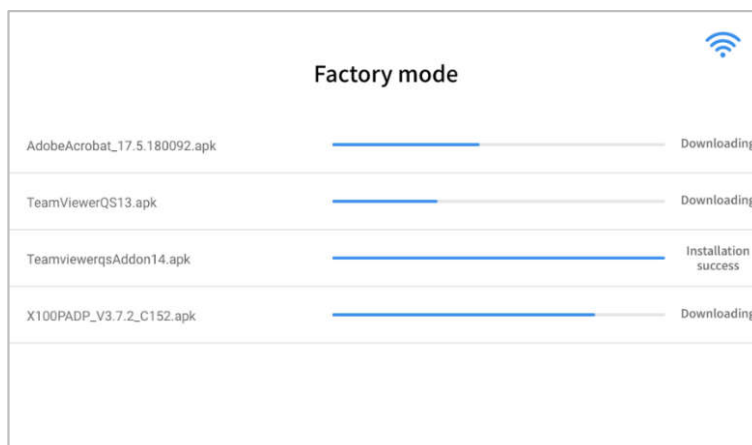 Factory mode
AdobeAcrobat_17.5.180092.apk Downloading
TeamViewerQS13.apk Downloading
TeamviewerqsAddon14.apk Installation
success
X100PADP_V3.7.2_C152.apk Downloading